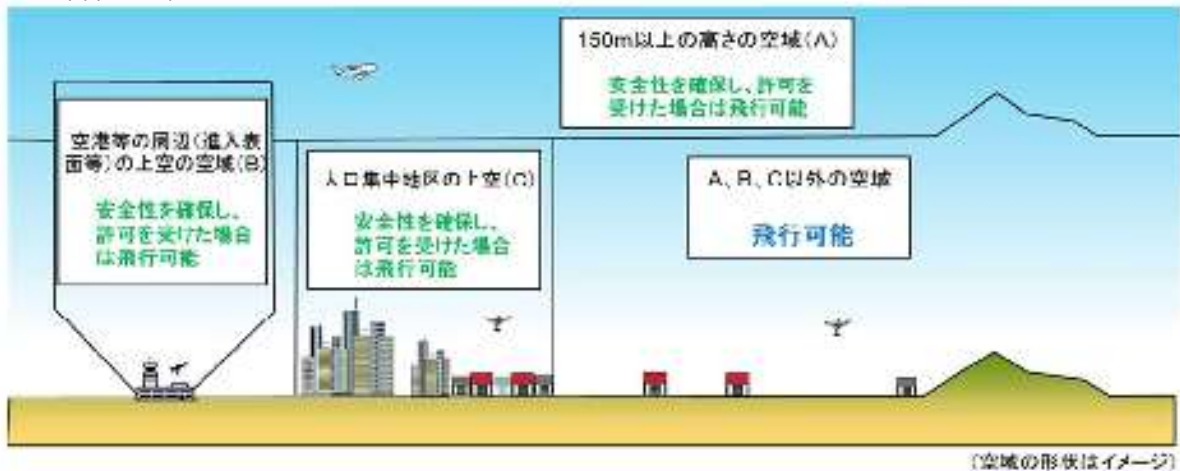 150m以上の高さの空域(A)
安全性を確保し、許可を
受けた場合は飛行可能
空港等の周辺(進入表
面等)の上空の空域(B)
安全性を確保し、
許可を受けた場合
は飛行可能
人口集中地区の上空(C)
安全性を確保し、
許可を受けた場合
は飛行可能
A、B、C以外の空域
飛行可能
(空域の形状はイメージ)